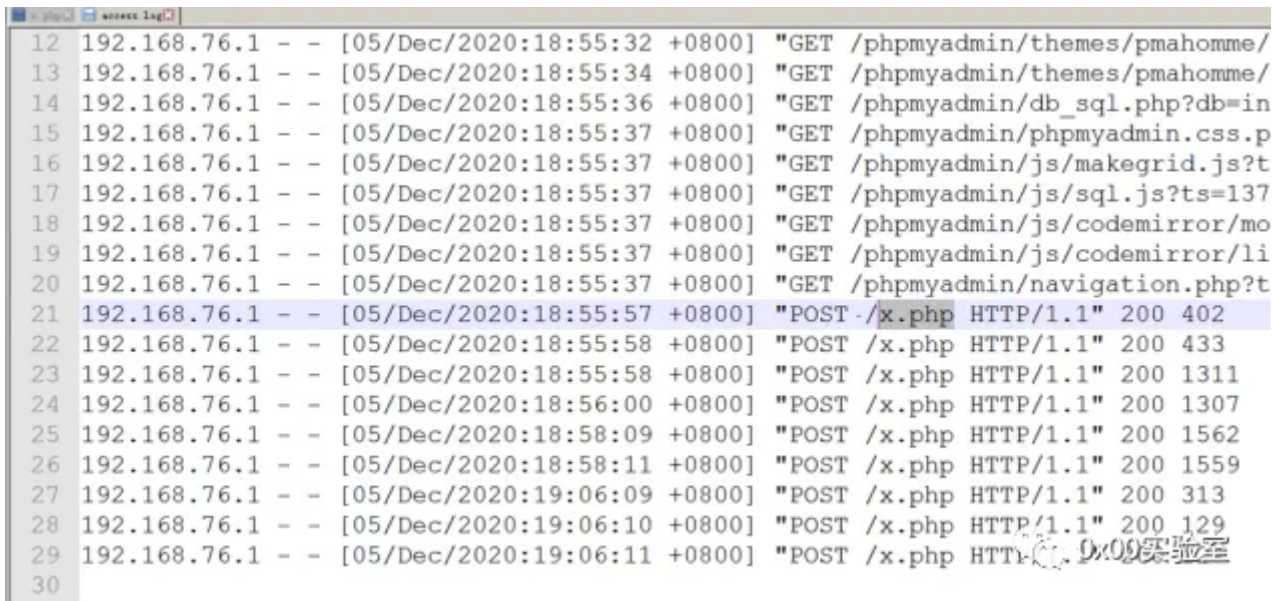 x.php access.log
12 192.168.76.1 - - [05/Dec/2020:18:55:32 +0800] "GET /phpmyadmin/themes/pmahomme/
13 192.168.76.1 - - [05/Dec/2020:18:55:34 +0800] "GET /phpmyadmin/themes/pmahomme/
14 192.168.76.1 - - [05/Dec/2020:18:55:36 +0800] "GET /phpmyadmin/db_sql.php?db=in
15 192.168.76.1 - - [05/Dec/2020:18:55:37 +0800] "GET /phpmyadmin/phpmyadmin.css.p
16 192.168.76.1 - - [05/Dec/2020:18:55:37 +0800] "GET /phpmyadmin/js/makegrid.js?t
17 192.168.76.1 - - [05/Dec/2020:18:55:37 +0800] "GET /phpmyadmin/js/sql.js?ts=137
18 192.168.76.1 - - [05/Dec/2020:18:55:37 +0800] "GET /phpmyadmin/js/codemirror/mo
19 192.168.76.1 - - [05/Dec/2020:18:55:37 +0800] "GET /phpmyadmin/js/codemirror/li
20 192.168.76.1 - - [05/Dec/2020:18:55:37 +0800] "GET /phpmyadmin/navigation.php?t
21 192.168.76.1 - - [05/Dec/2020:18:55:57 +0800] "POST /x.php HTTP/1.1" 200 402
22 192.168.76.1 - - [05/Dec/2020:18:55:58 +0800] "POST /x.php HTTP/1.1" 200 433
23 192.168.76.1 - - [05/Dec/2020:18:55:58 +0800] "POST /x.php HTTP/1.1" 200 1311
24 192.168.76.1 - - [05/Dec/2020:18:56:00 +0800] "POST /x.php HTTP/1.1" 200 1307
25 192.168.76.1 - - [05/Dec/2020:18:58:09 +0800] "POST /x.php HTTP/1.1" 200 1562
26 192.168.76.1 - - [05/Dec/2020:18:58:11 +0800] "POST /x.php HTTP/1.1" 200 1559
27 192.168.76.1 - - [05/Dec/2020:19:06:09 +0800] "POST /x.php HTTP/1.1" 200 313
28 192.168.76.1 - - [05/Dec/2020:19:06:10 +0800] "POST /x.php HTTP/1.1" 200 129
29 192.168.76.1 - - [05/Dec/2020:19:06:11 +0800] "POST /x.php
0x00实验室
30